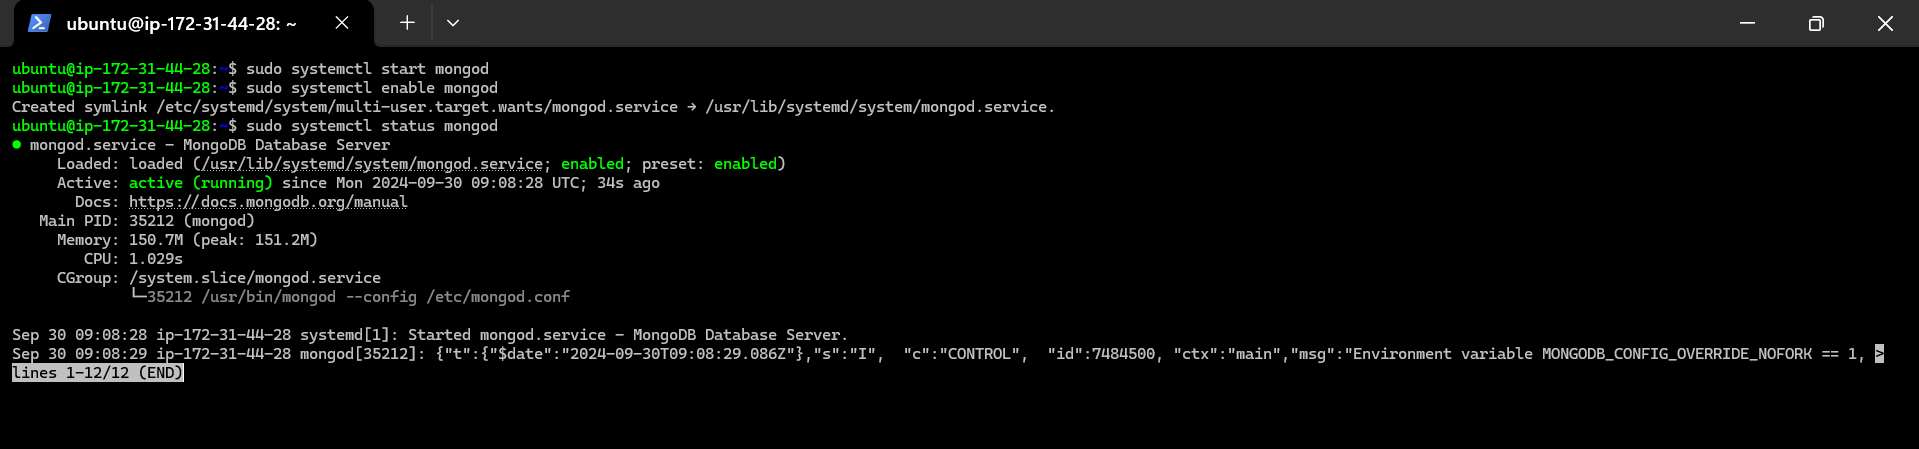 ubuntu@ip-172-31-44-28: ~
ubuntu@ip-172-31-44-28:~$ sudo systemctl start mongod
ubuntu@ip-172-31-44-28:~$ sudo systemctl enable mongod
Created symlink /etc/systemd/system/multi-user.target.wants/mongod.service → /usr/lib/systemd/system/mongod.service.
ubuntu@ip-172-31-44-28:~$ sudo systemctl status mongod
● mongod.service - MongoDB Database Server
     Loaded: loaded (/usr/lib/systemd/system/mongod.service; enabled; preset: enabled)
     Active: active (running) since Mon 2024-09-30 09:08:28 UTC; 34s ago
       Docs: https://docs.mongodb.org/manual
   Main PID: 35212 (mongod)
     Memory: 150.7M (peak: 151.2M)
        CPU: 1.029s
     CGroup: /system.slice/mongod.service
             └─35212 /usr/bin/mongod --config /etc/mongod.conf
Sep 30 09:08:28 ip-172-31-44-28 systemd[1]: Started mongod.service - MongoDB Database Server.
Sep 30 09:08:29 ip-172-31-44-28 mongod[35212]: {"t":{"$date":"2024-09-30T09:08:29.086Z"},"s":"I",  "c":"CONTROL",  "id":7484500, "ctx":"main","msg":"Environment variable MONGODB_CONFIG_OVERRIDE_NOFORK == 1, >
lines 1-12/12 (END)